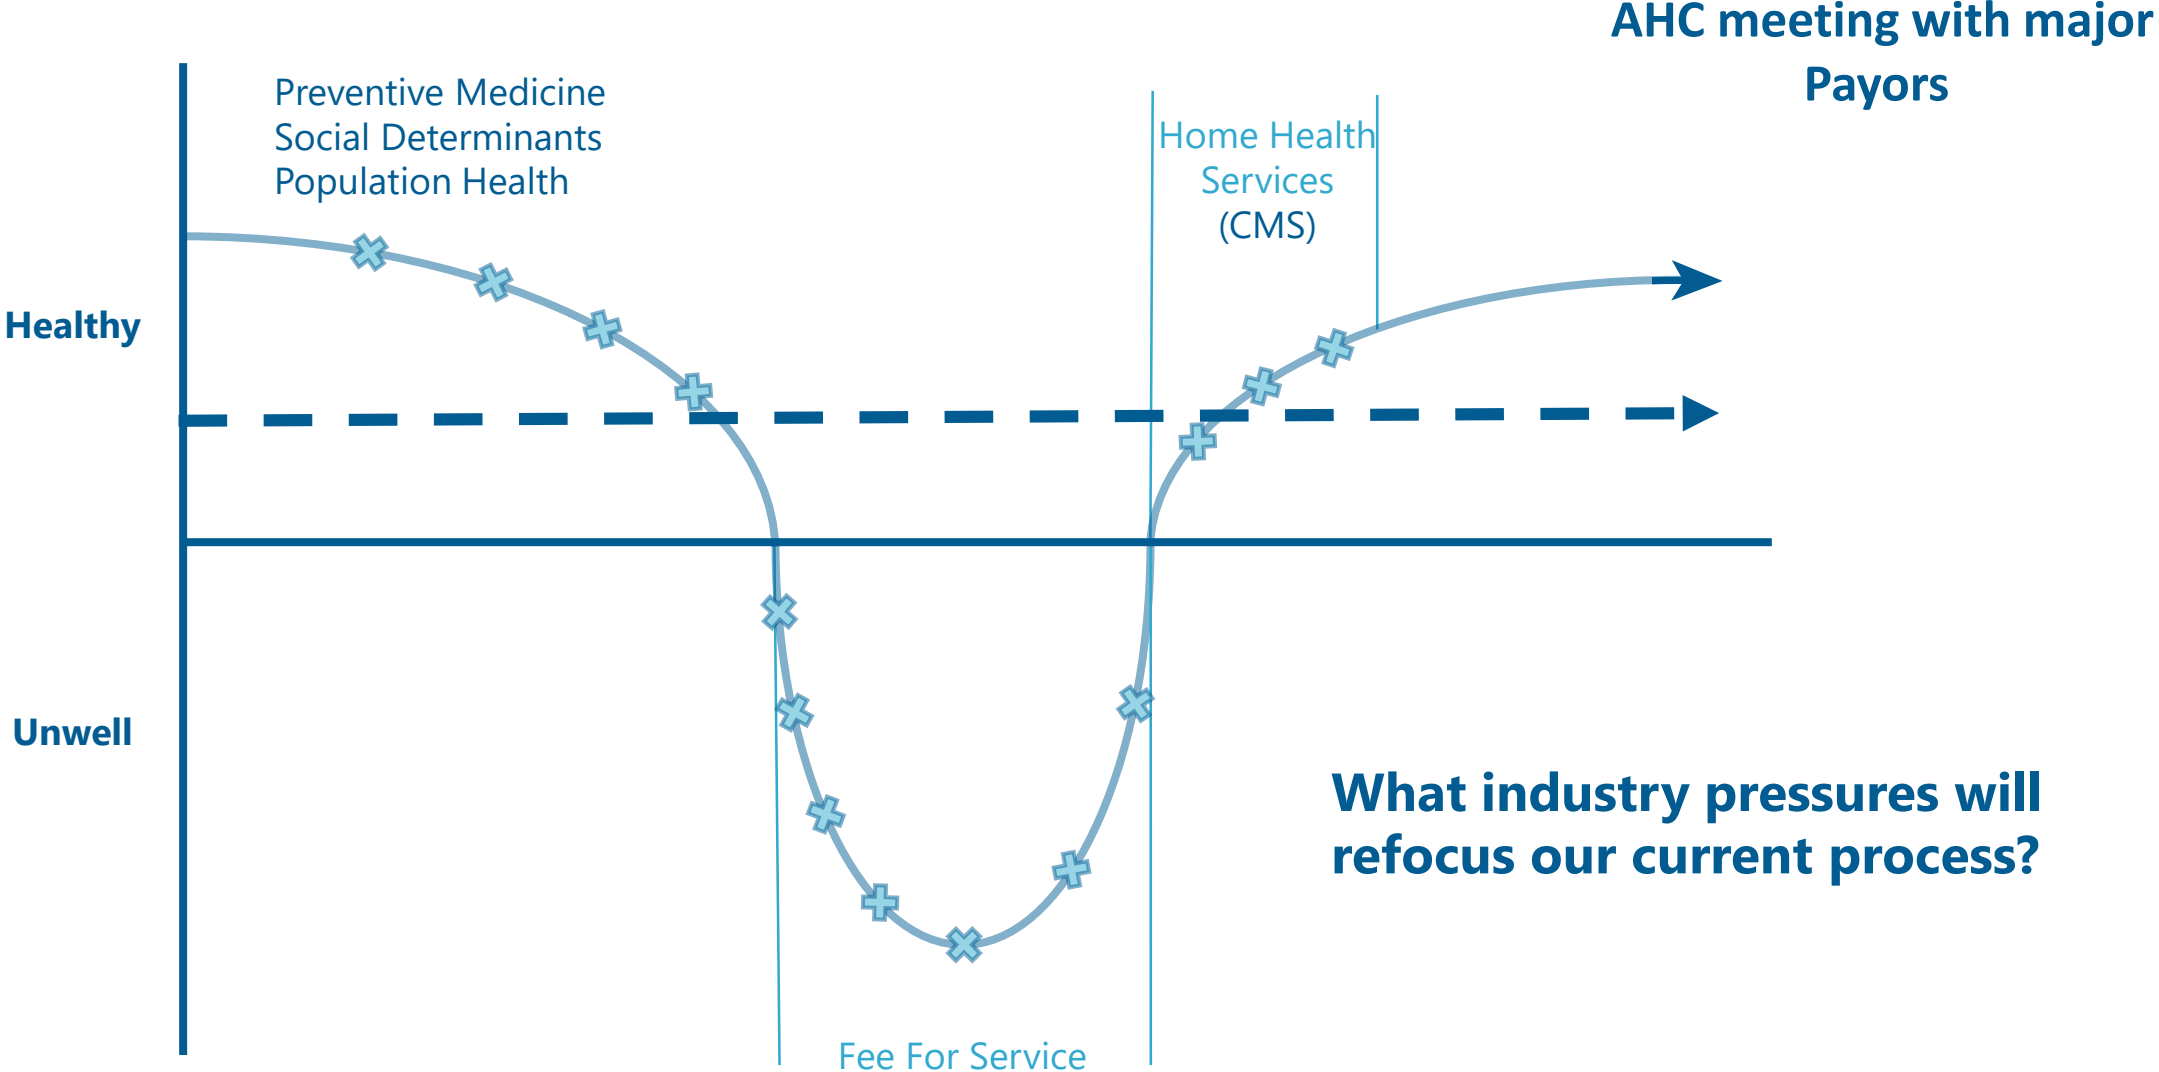 AHC meeting with major
Payors
Preventive Medicine
Social Determinants
Population Health
Home Health
Services
(CMS)
Healthy
Unwell
What industry pressures will
refocus our current process?
Fee For Service